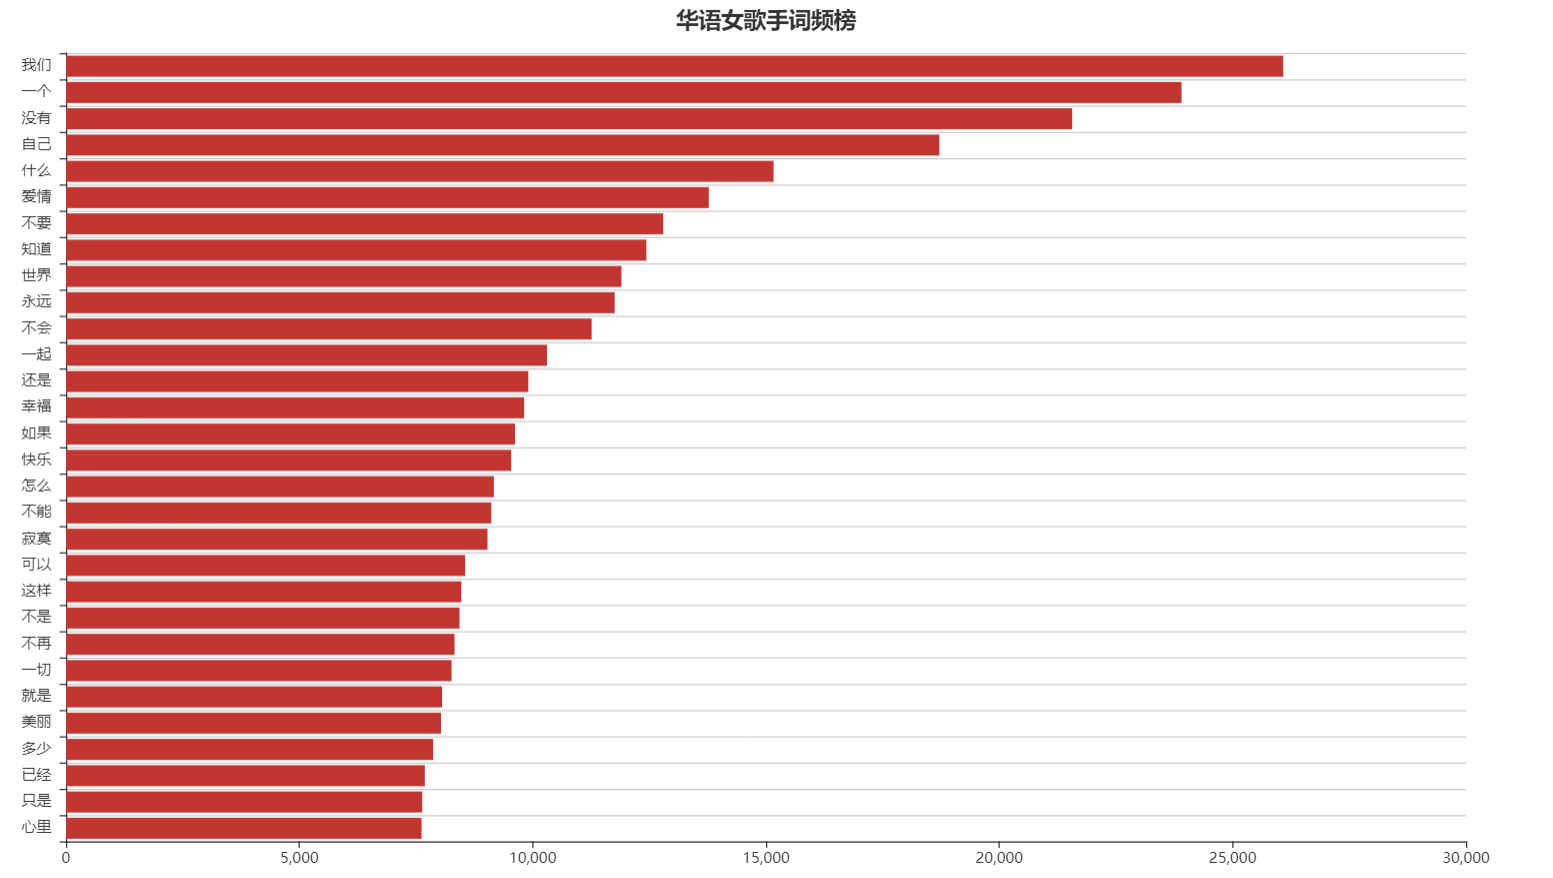 华语女歌手词频榜
我们
一个
没有
自己
什么
爱情
不要
知道
世界
永远
不会
一起
还是
幸福
如果
快乐
怎么
不能
寂寞
可以
这样
不是
不再
一切
就是
美丽
多少
已经
只是
心里
0 5,000 10,000 15,000 20,000 25,000 30,000